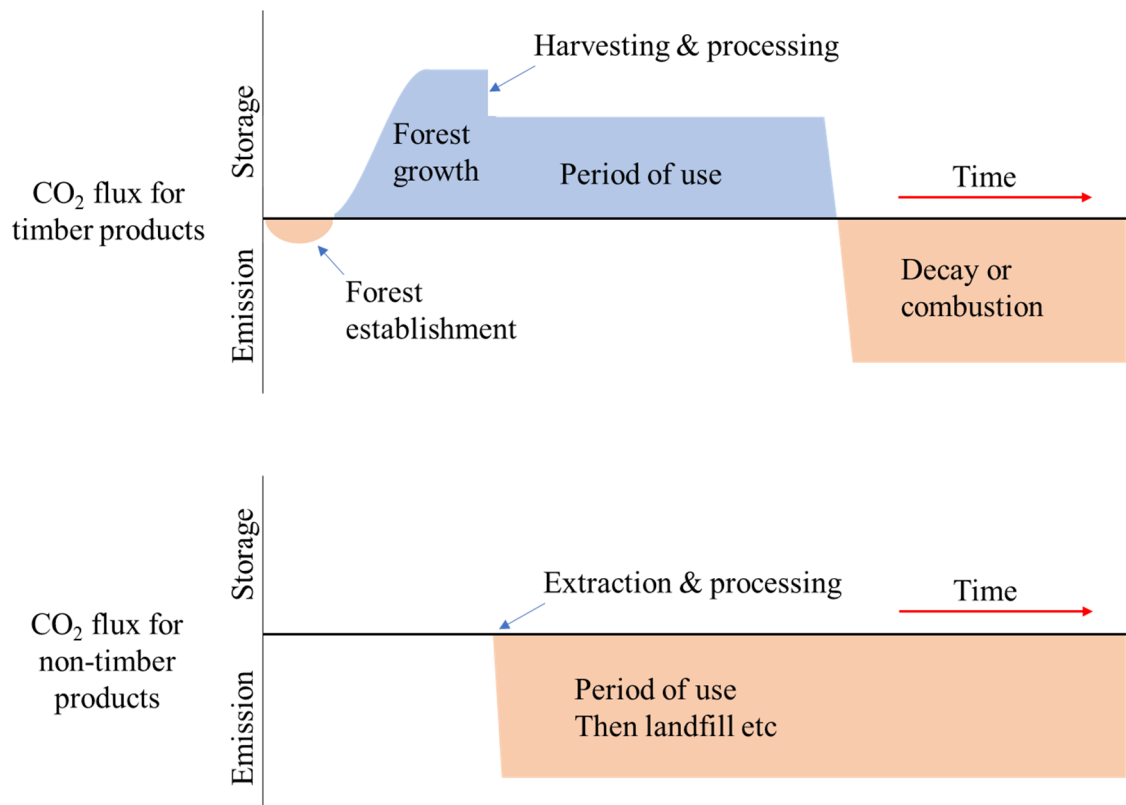 Harvesting & processing
Storage
Forest
growth
Period of use
Time
CO₂ flux for
timber products
Emission
Forest
establishment
Decay or
combustion
Storage
Extraction & processing
Time
CO₂ flux for
non-timber
products
Emission
Period of use
Then landfill etc